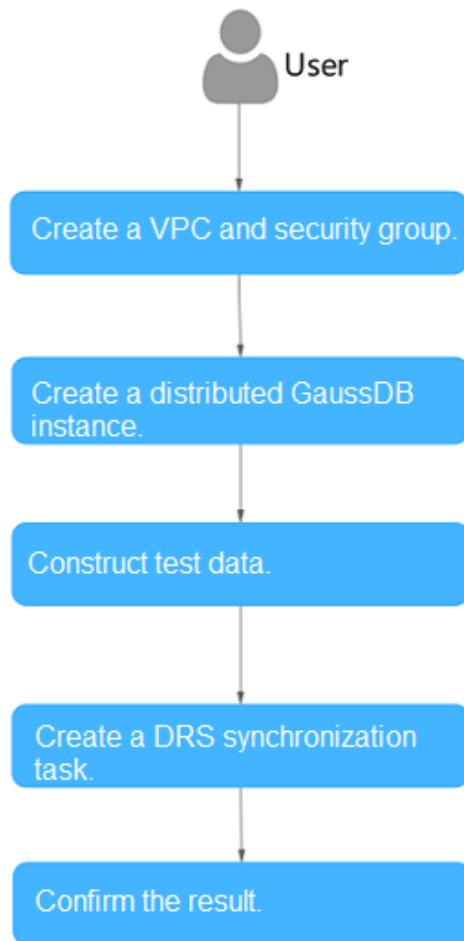 User
Create a VPC and security group.
Create a distributed GaussDB
instance.
Construct test data.
Create a DRS synchronization
task.
Confirm the result.